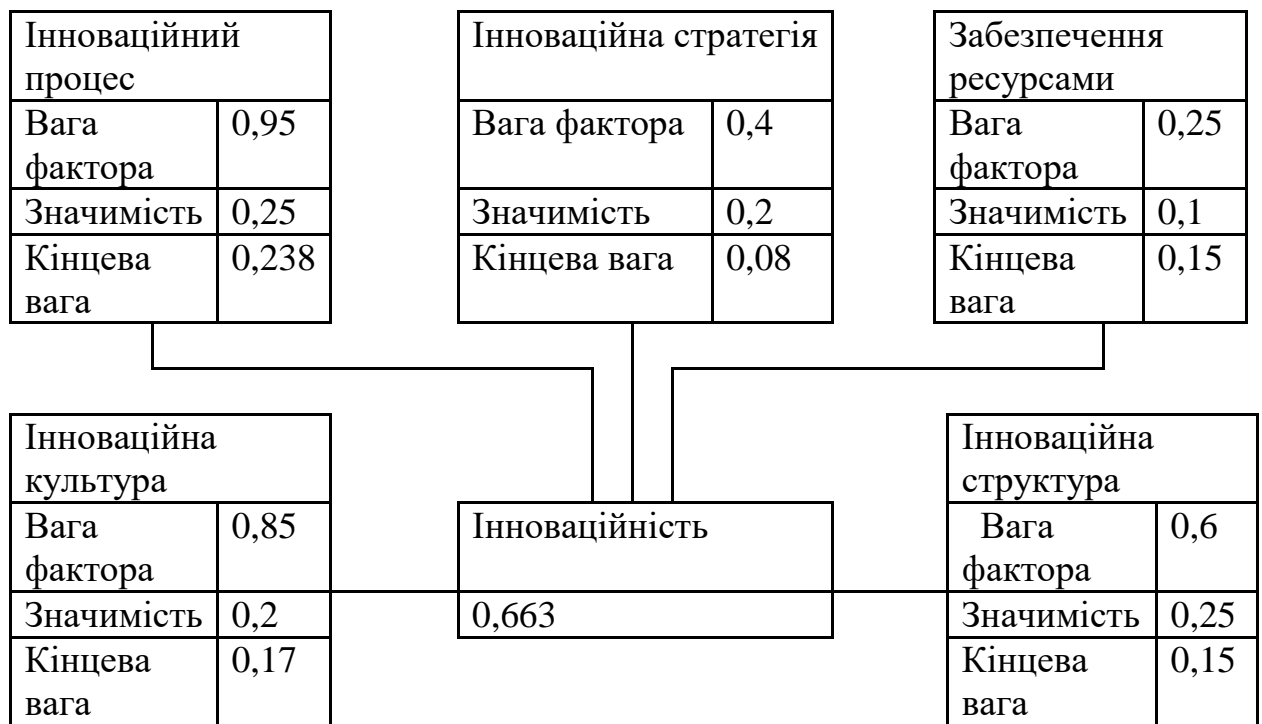 Інноваційний
процес
Вага
фактора
0,95
Значимість
0,25
Кінцева
вага
0,238
Інноваційна стратегія
Вага фактора
0,4
Значимість
0,2
Кінцева вага
0,08
Забезпечення
ресурсами
Вага
фактора
0,25
Значимість
0,1
Кінцева
вага
0,15
Інноваційна
культура
Вага
фактора
0,85
Значимість
0,2
Кінцева
вага
0,17
Інноваційність
0,663
Інноваційна
структура
Вага
фактора
0,6
Значимість
0,25
Кінцева
вага
0,15